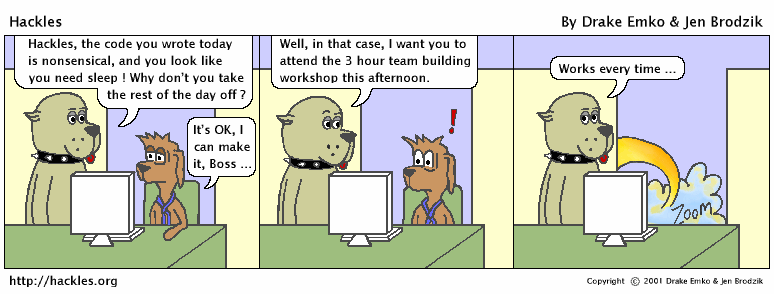 Hackles
By Drake Emko & Jen Brodzik
Hackles, the code you wrote today
is nonsensical, and you look like
you need sleep ! Why don't you take
the rest of the day off ?
It's OK, I
can make
it, Boss ...
Well, in that case, I want you to
attend the 3 hour team building
workshop this afternoon.
!
Works every time ...
ZOOM
http://hackles.org
Copyright © 2001 Drake Emko & Jen Brodzik